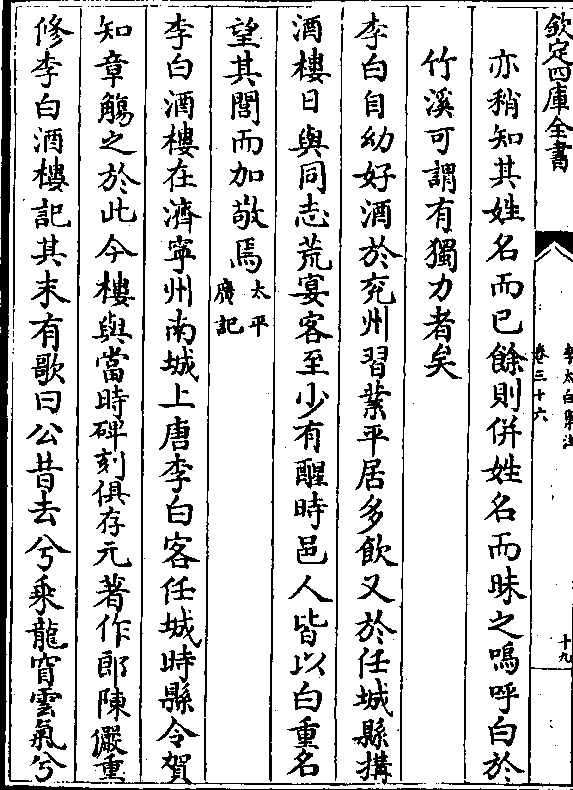 欽定四庫全書
李太白集注
卷三十六
十九
亦稍知其姓名而已餘則併姓名而昧之嗚呼白於
竹溪可謂有獨力者矣
李白自幼好酒於兖州習業平居多飲又於任城縣搆
酒樓日與同志荒宴客至少有醒時邑人皆以白重名
望其閭而加敬焉太平
廣記
李白酒樓在濟寧州南城上唐李白客任城時縣令賀
知章觴之於此今樓與當時碑刻俱存元著作郎陳儼重
修李白酒樓記其末有歌曰公昔去兮乘龍窅雲氣兮